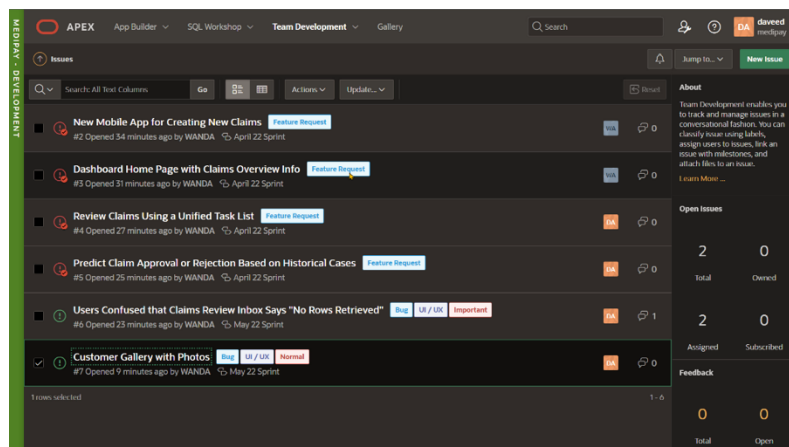 MEDIPAY - DEVELOPMENT
APEX App Builder SQL Workshop Team Development Gallery Search DA daveed
medipay
Issues Jump to... New Issue
Search: All Text Columns Go Actions Update... Reset
New Mobile App for Creating New Claims Feature Request
#2 Opened 34 minutes ago by WANDA April 22 Sprint WA 0
Dashboard Home Page with Claims Overview Info Feature Request
#3 Opened 31 minutes ago by WANDA April 22 Sprint WA 0
Review Claims Using a Unified Task List Feature Request
#4 Opened 27 minutes ago by WANDA April 22 Sprint DA 0
Predict Claim Approval or Rejection Based on Historical Cases Feature Request
#5 Opened 25 minutes ago by WANDA April 22 Sprint DA 0
Users Confused that Claims Review Inbox Says "No Rows Retrieved" Bug UI / UX Important
#6 Opened 23 minutes ago by WANDA May 22 Sprint DA 1
Customer Gallery with Photos Bug UI / UX Normal
#7 Opened 9 minutes ago by WANDA May 22 Sprint DA 0
1 rows selected 1 - 6
About
Team Development enables you
to track and manage issues in a
conversational fashion. You can
classify issue using labels,
assign users to issues, link an
issue with milestones, and
attach files to an issue.
Learn More ...
Open Issues
2 0
Total Owned
2 0
Assigned Subscribed
Feedback
0 0
Total Open